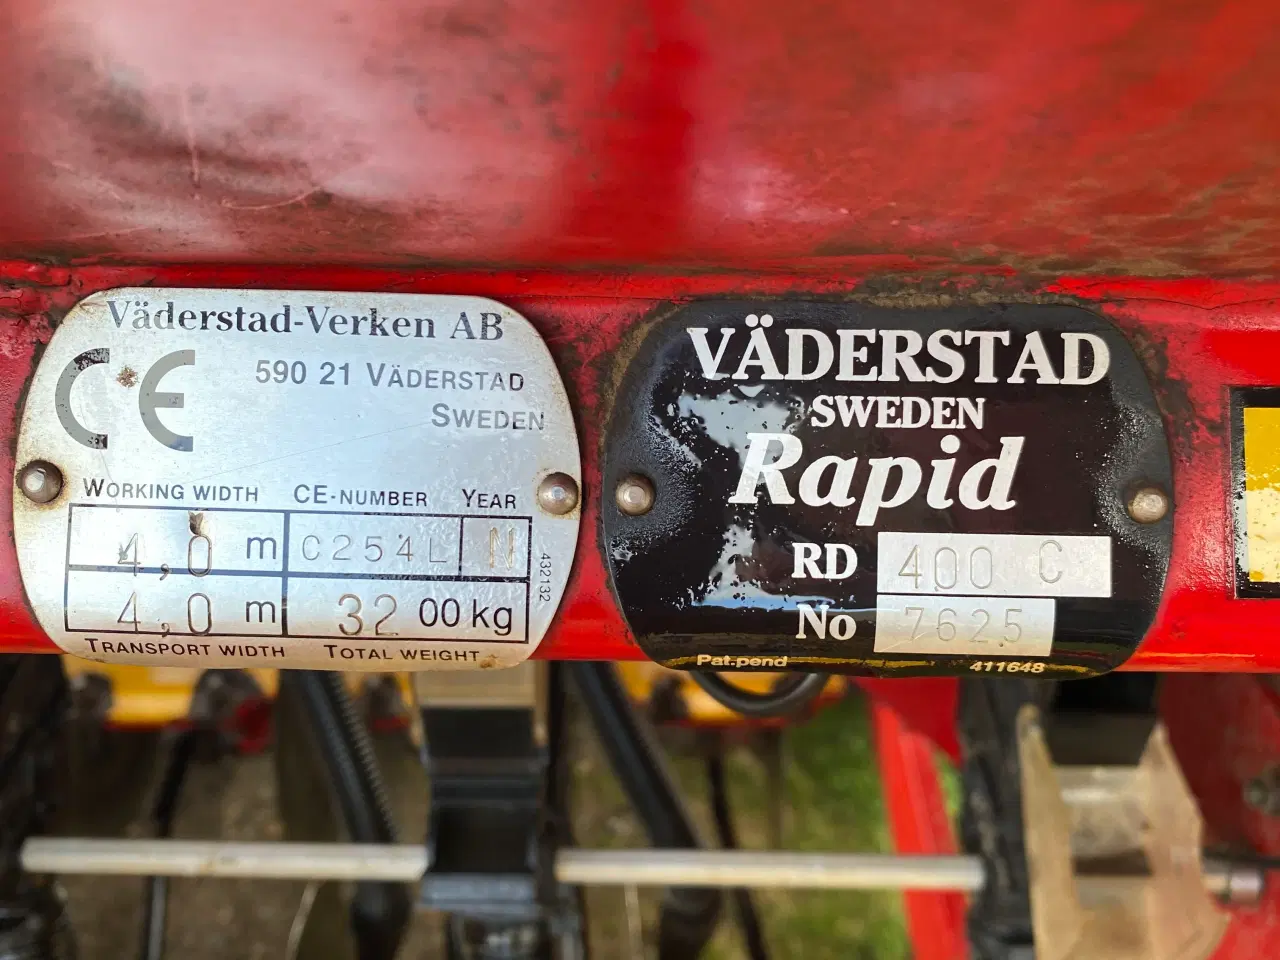 Väderstad-Verken AB
CE
590 21 VÄDERSTAD
SWEDEN
WORKING WIDTH CE-NUMBER YEAR
4,0 m C254L N
4,0 m 3200 kg
TRANSPORT WIDTH TOTAL WEIGHT
432132
VÄDERSTAD
SWEDEN
Rapid
RD 400 C
No 7625
Pat.pend 411648